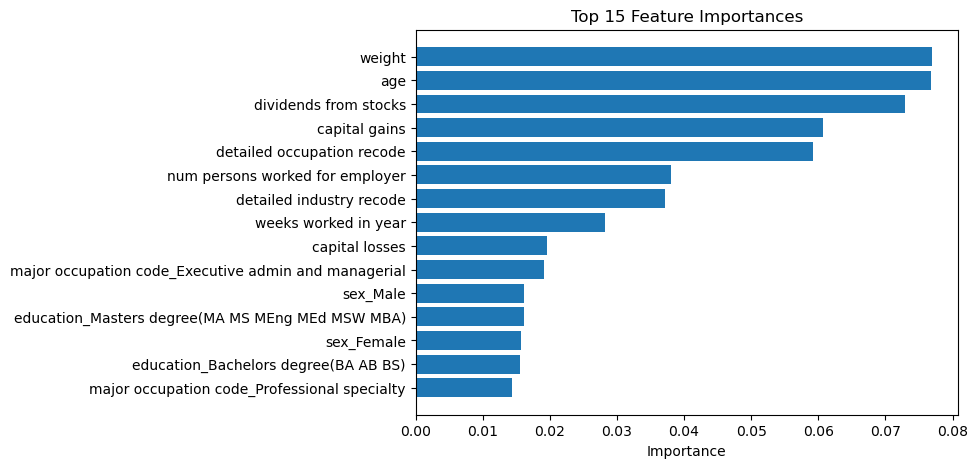 Top 15 Feature Importances
weight
age
dividends from stocks
capital gains
detailed occupation recode
num persons worked for employer
detailed industry recode
weeks worked in year
capital losses
major occupation code_Executive admin and managerial
sex_Male
education_Masters degree(MA MS MEng MEd MSW MBA)
sex_Female
education_Bachelors degree(BA AB BS)
major occupation code_Professional specialty
0.00 0.01 0.02 0.03 0.04 0.05 0.06 0.07 0.08
Importance